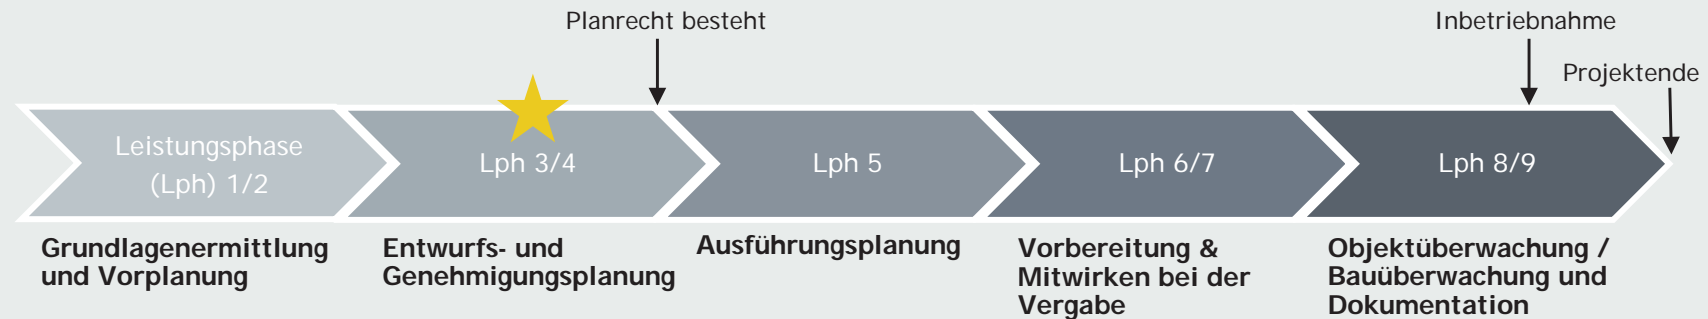 Planrecht besteht
Inbetriebnahme
Projektende
Leistungsphase
(Lph) 1/2
Lph 3/4
Lph 5
Lph 6/7
Lph 8/9
Grundlagenermittlung
und Vorplanung
Entwurfs- und
Genehmigungsplanung
Ausführungsplanung
Vorbereitung &
Mitwirken bei der
Vergabe
Objektüberwachung /
Bauüberwachung und
Dokumentation